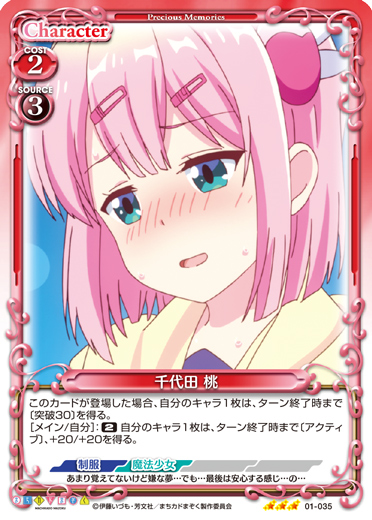 Precious Memories
Character
COST
2
SOURCE
3
千代田 桃
このカードが登場した場合、自分のキャラ1枚は、ターン終了時まで
〔突破30〕を得る。
[メイン/自分]:2 自分のキャラ1枚は、ターン終了時まで〔アクティ
ブ〕、+20/+20を得る。
制服 魔法少女
あまり覚えてないけど嫌な夢…でも…最後は安心する感じ…の…
©伊藤いづも・芳文社／まちカドまぞく製作委員会
01-035